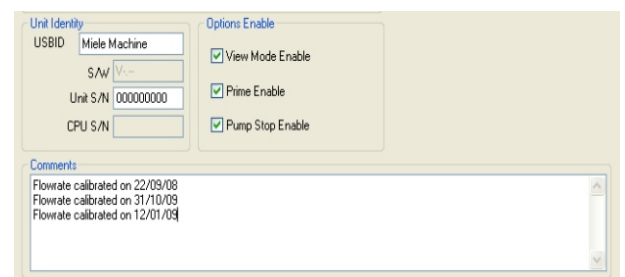 Unit Identity
USBID Miele Machine
S/W V-.--
Unit S/N 000000000
CPU S/N
Options Enable
View Mode Enable
Prime Enable
Pump Stop Enable
Comments
Flowrate calibrated on 22/09/08
Flowrate calibrated on 31/10/09
Flowrate calibrated on 12/01/09